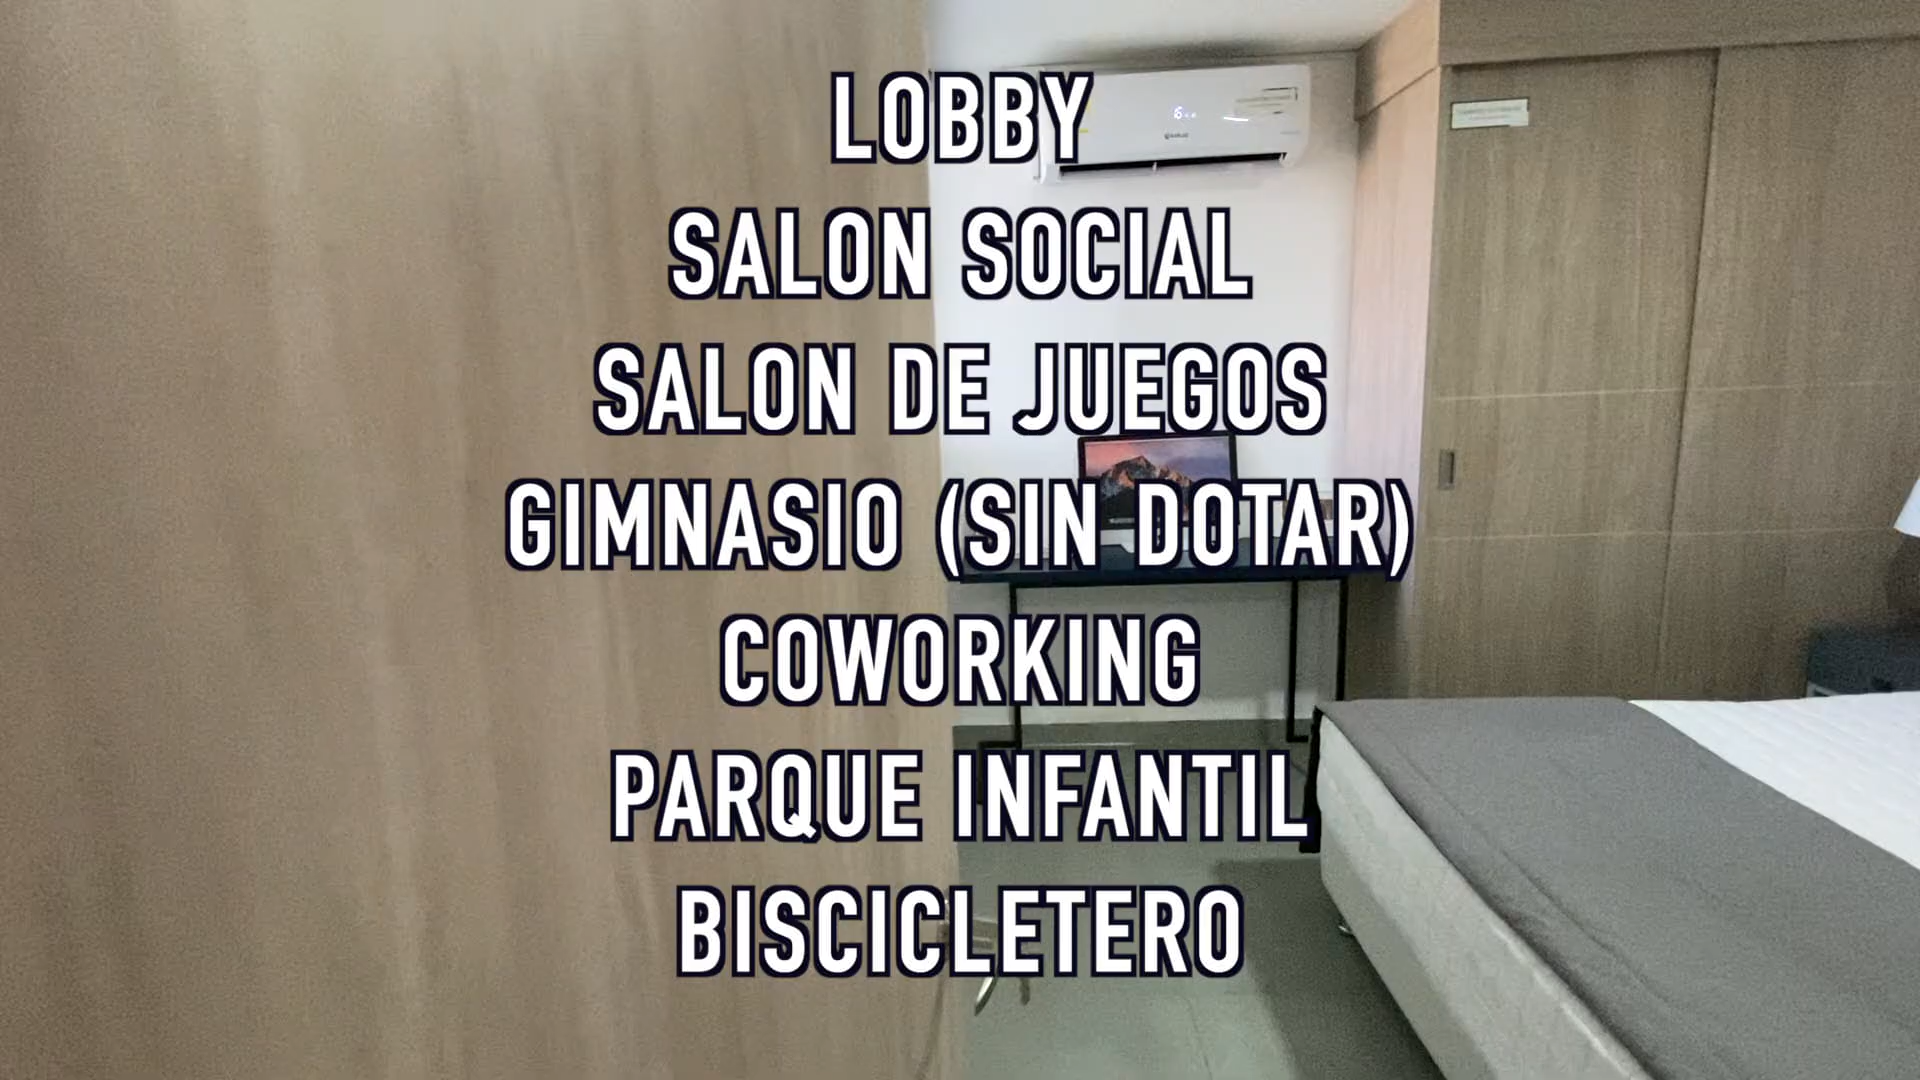 LOBBY
SALON SOCIAL
SALON DE JUEGOS
GIMNASIO (SIN DOTAR)
COWORKING
PARQUE INFANTIL
BISCICLETERO